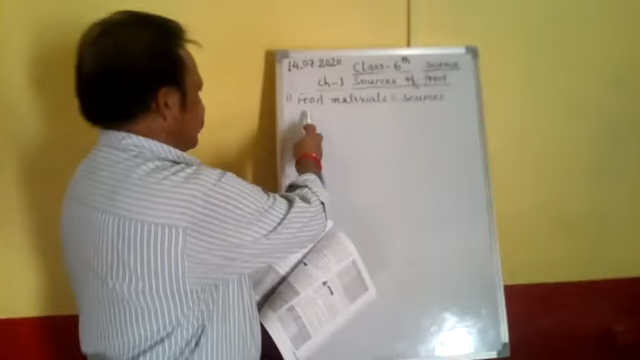 14.07.2020 Class-6th Science
Ch-1 Sources of food
1) Food materials & sources